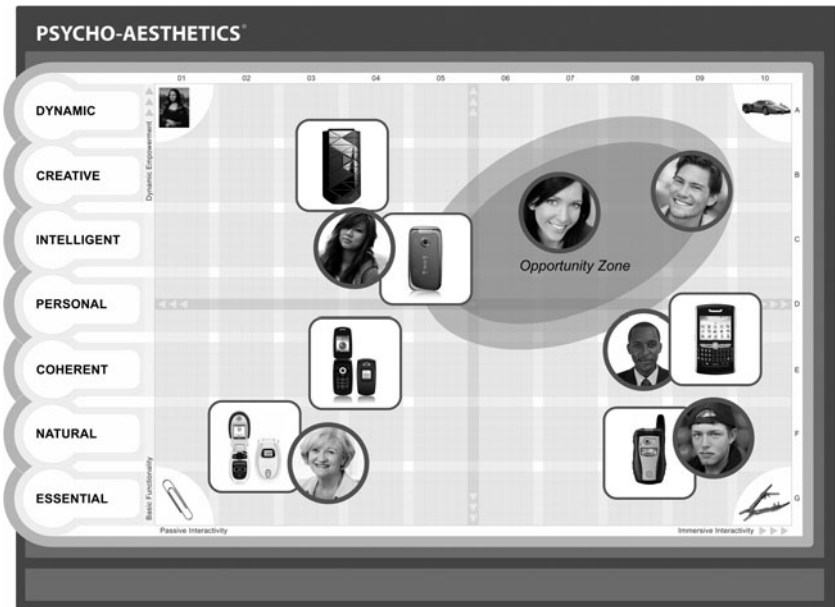 PSYCHO-AESTHETICS®
01 02 03 04 05 06 07 08 09 10
DYNAMIC
A
Dynamic Empowerment
CREATIVE
B
INTELLIGENT
C
Opportunity Zone
PERSONAL
D
COHERENT
E
NATURAL
F
Basic Functionality
ESSENTIAL
G
Passive Interactivity
Immersive Interactivity